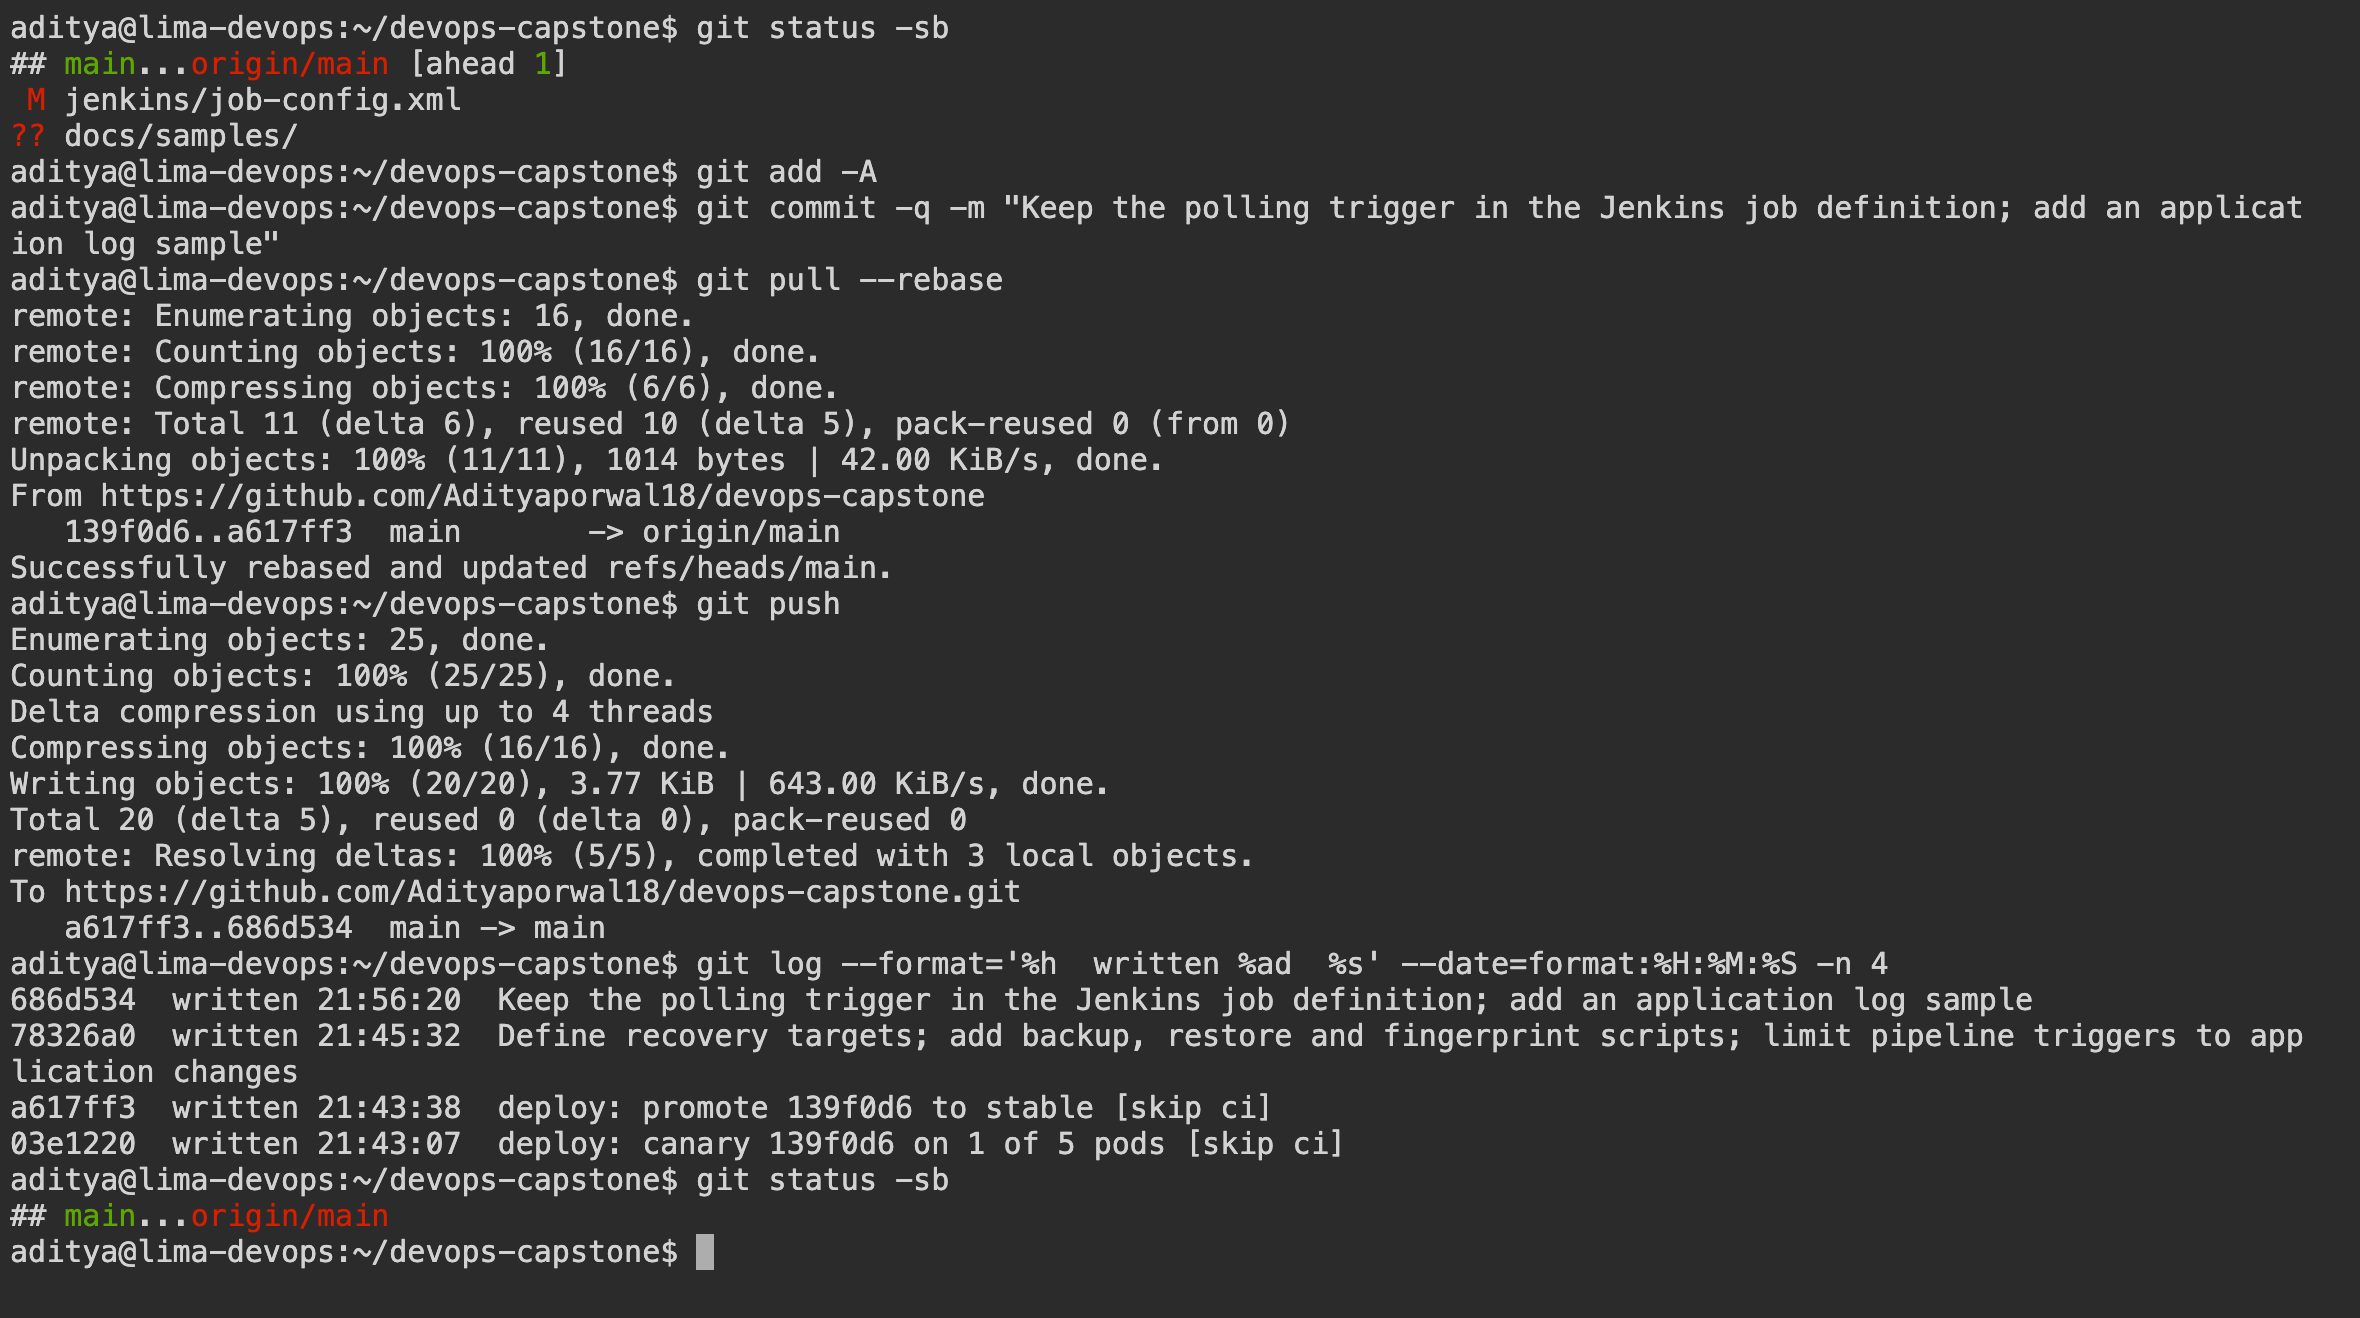 aditya@lima-devops:~/devops-capstone$ git status -sb
## main...origin/main [ahead 1]
 M jenkins/job-config.xml
?? docs/samples/
aditya@lima-devops:~/devops-capstone$ git add -A
aditya@lima-devops:~/devops-capstone$ git commit -q -m "Keep the polling trigger in the Jenkins job definition; add an applicat
ion log sample"
aditya@lima-devops:~/devops-capstone$ git pull --rebase
remote: Enumerating objects: 16, done.
remote: Counting objects: 100% (16/16), done.
remote: Compressing objects: 100% (6/6), done.
remote: Total 11 (delta 6), reused 10 (delta 5), pack-reused 0 (from 0)
Unpacking objects: 100% (11/11), 1014 bytes | 42.00 KiB/s, done.
From https://github.com/Adityaporwal18/devops-capstone
   139f0d6..a617ff3  main       -> origin/main
Successfully rebased and updated refs/heads/main.
aditya@lima-devops:~/devops-capstone$ git push
Enumerating objects: 25, done.
Counting objects: 100% (25/25), done.
Delta compression using up to 4 threads
Compressing objects: 100% (16/16), done.
Writing objects: 100% (20/20), 3.77 KiB | 643.00 KiB/s, done.
Total 20 (delta 5), reused 0 (delta 0), pack-reused 0
remote: Resolving deltas: 100% (5/5), completed with 3 local objects.
To https://github.com/Adityaporwal18/devops-capstone.git
   a617ff3..686d534  main -> main
aditya@lima-devops:~/devops-capstone$ git log --format='%h  written %ad  %s' --date=format:%H:%M:%S -n 4
686d534  written 21:56:20  Keep the polling trigger in the Jenkins job definition; add an application log sample
78326a0  written 21:45:32  Define recovery targets; add backup, restore and fingerprint scripts; limit pipeline triggers to app
lication changes
a617ff3  written 21:43:38  deploy: promote 139f0d6 to stable [skip ci]
03e1220  written 21:43:07  deploy: canary 139f0d6 on 1 of 5 pods [skip ci]
aditya@lima-devops:~/devops-capstone$ git status -sb
## main...origin/main
aditya@lima-devops:~/devops-capstone$